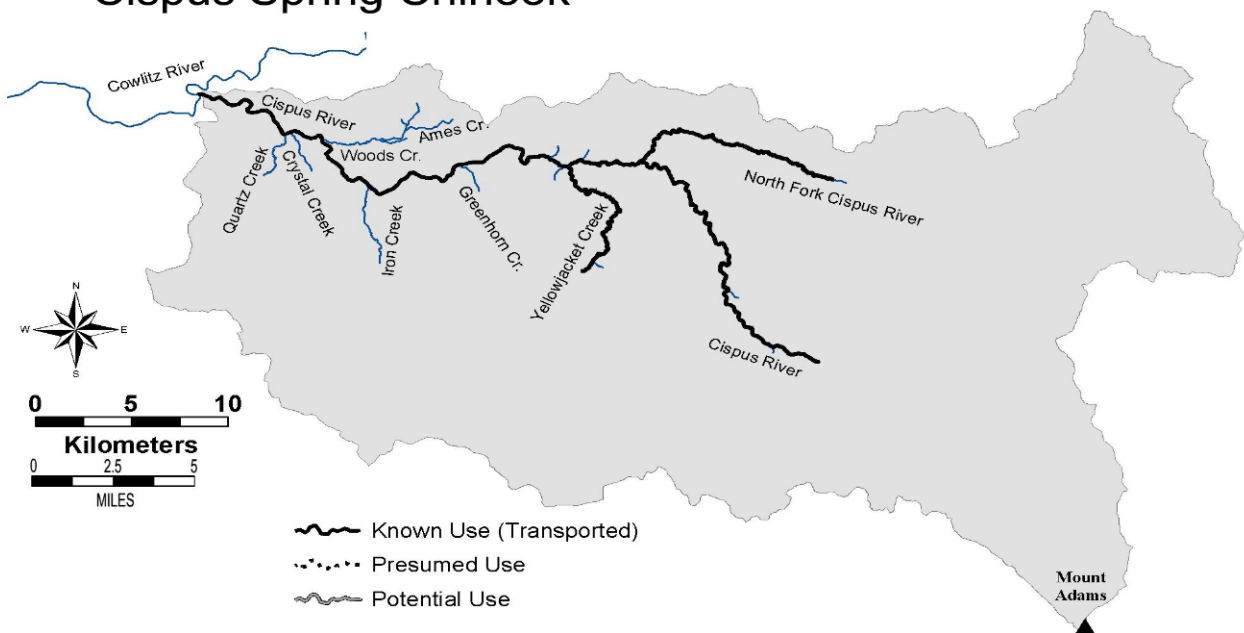 Cispus Spring Chinook
Cowlitz River
Cispus River
Ames Cr.
Woods Cr.
Quartz Creek
Crystal Creek
Iron Creek
Greenhorn Cr.
Yellowjacket Creek
North Fork Cispus River
Cispus River
N
W
E
S
0 5 10
Kilometers
0 2.5 5
MILES
Known Use (Transported)
Presumed Use
Potential Use
Mount
Adams